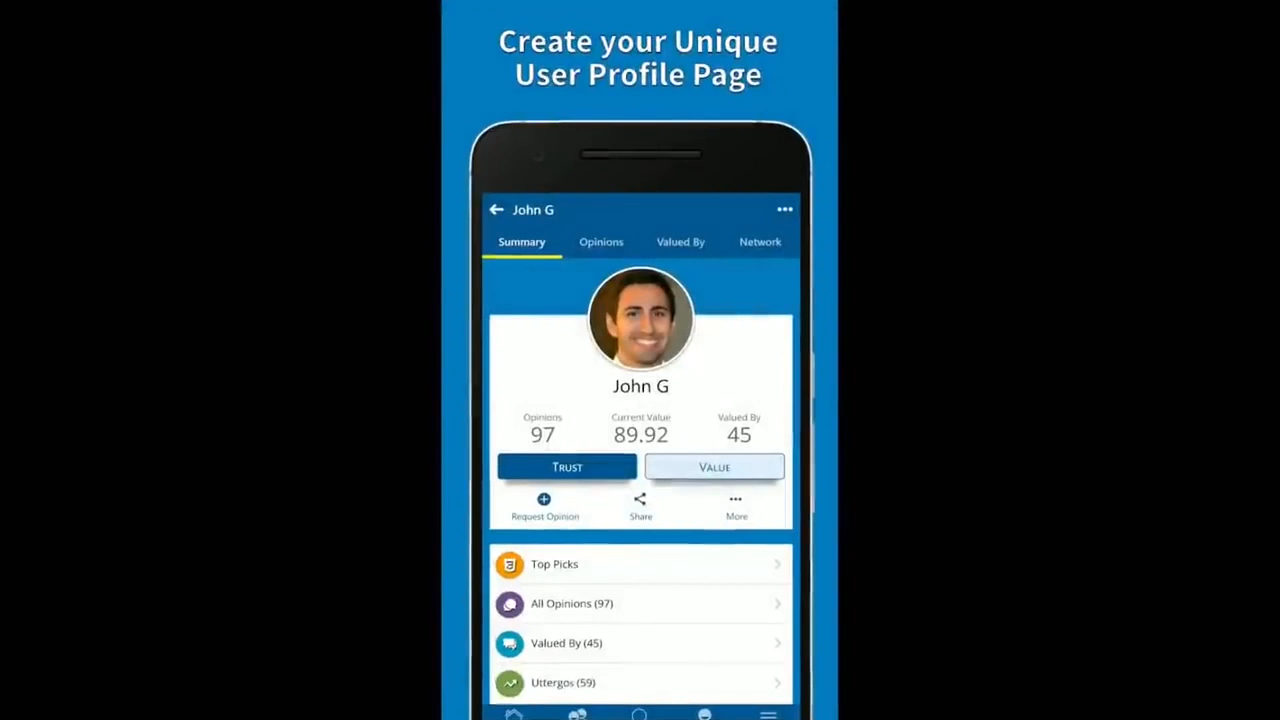 Create your Unique
User Profile Page
John G
Summary Opinions Valued By Network
John G
Opinions Current Value Valued By
97 89.92 45
TRUST VALUE
Request Opinion Share More
Top Picks
All Opinions (97)
Valued By (45)
Uttergos (59)